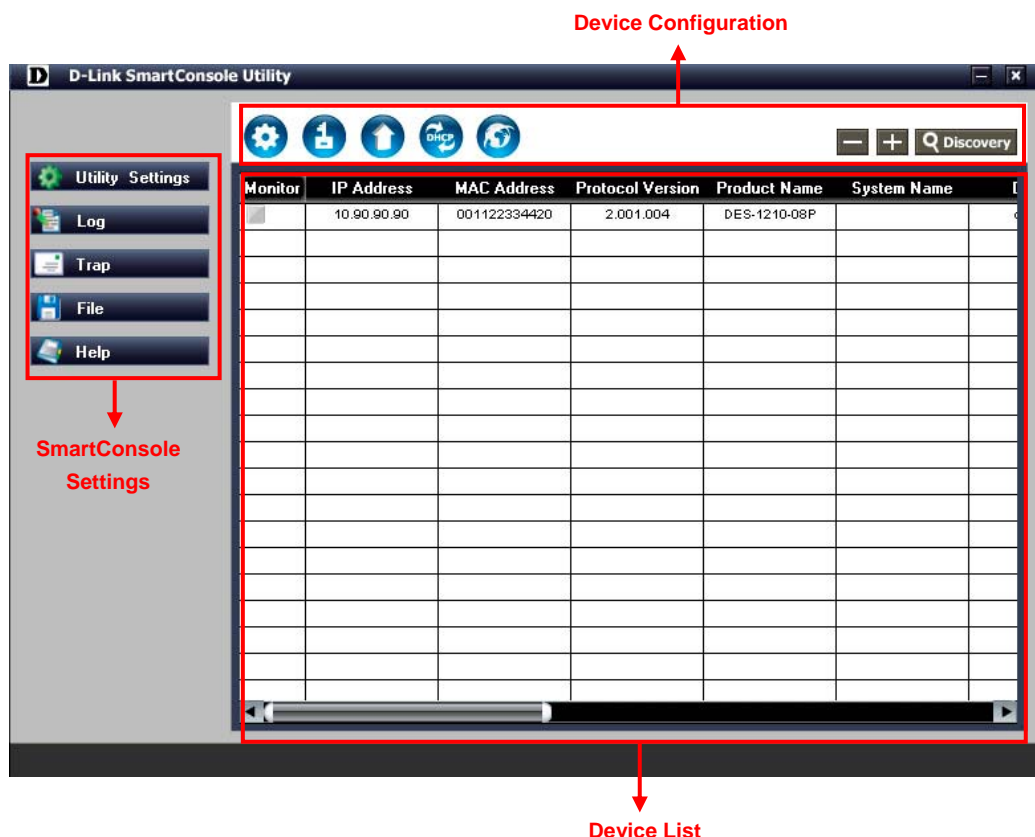 Device Configuration
D D-Link SmartConsole Utility
DHCP
Discovery
Utility Settings
Log
Trap
File
Help
Monitor IP Address MAC Address Protocol Version Product Name System Name
10.90.90.90 001122334420 2.001.004 DES-1210-08P
SmartConsole
Settings
Device List